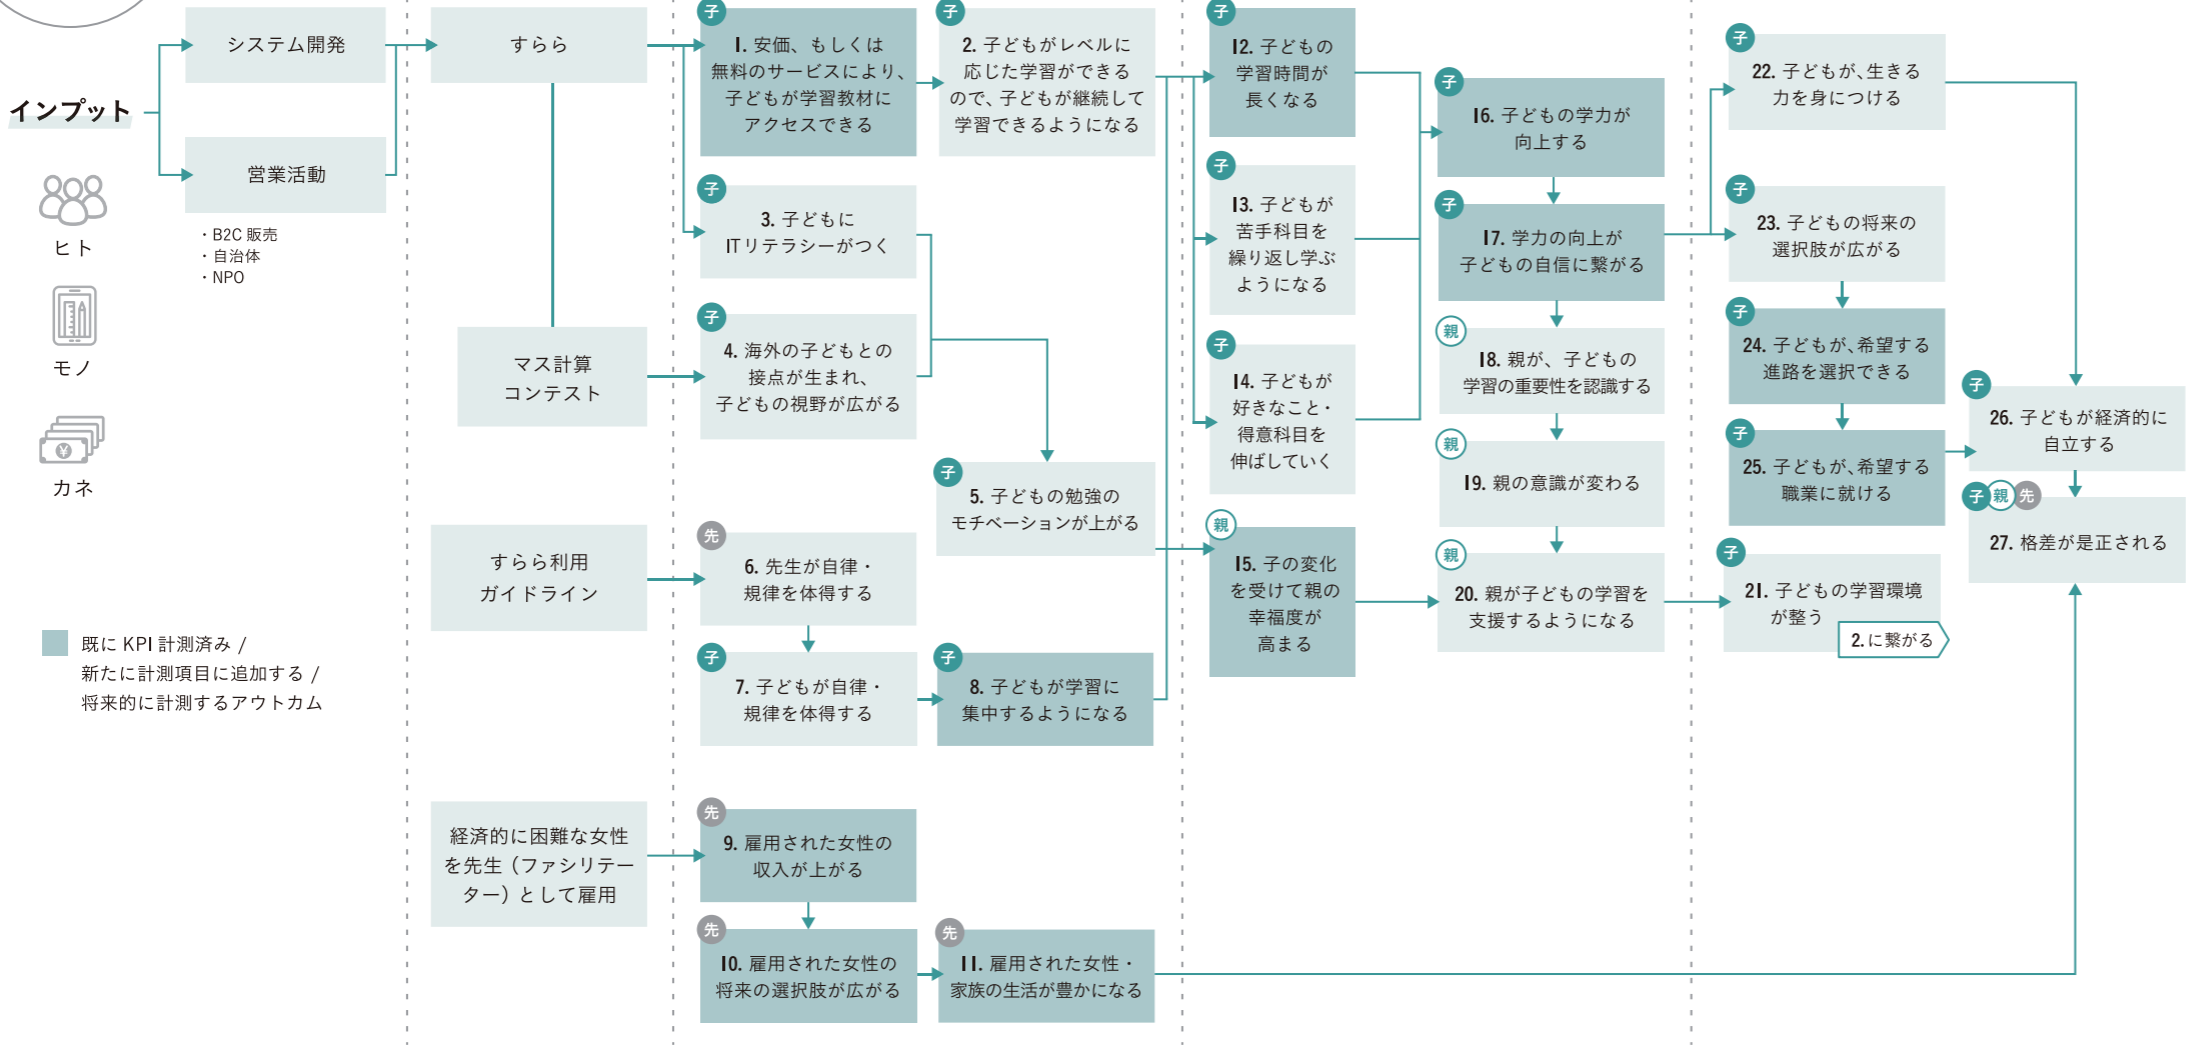 インプット
ヒト
モノ
カネ
システム開発
営業活動
・B2C 販売
・自治体
・NPO
既に KPI 計測済み /
新たに計測項目に追加する /
将来的に計測するアウトカム
すらら
マス計算
コンテスト
すらら利用
ガイドライン
経済的に困難な女性
を先生（ファシリテー
ター）として雇用
子
1. 安価、もしくは
無料のサービスにより、
子どもが学習教材に
アクセスできる
子
2. 子どもがレベルに
応じた学習ができる
ので、子どもが継続して
学習できるようになる
子
3. 子どもに
ITリテラシーがつく
子
4. 海外の子どもとの
接点が生まれ、
子どもの視野が広がる
子
5. 子どもの勉強の
モチベーションが上がる
先
6. 先生が自律・
規律を体得する
子
7. 子どもが自律・
規律を体得する
子
8. 子どもが学習に
集中するようになる
先
9. 雇用された女性の
収入が上がる
先
10. 雇用された女性の
将来の選択肢が広がる
先
11. 雇用された女性・
家族の生活が豊かになる
子
12. 子どもの
学習時間が
長くなる
子
13. 子どもが
苦手科目を
繰り返し学ぶ
ようになる
子
14. 子どもが
好きなこと・
得意科目を
伸ばしていく
親
15. 子の変化
を受けて親の
幸福度が
高まる
子
16. 子どもの学力が
向上する
子
17. 学力の向上が
子どもの自信に繋がる
親
18. 親が、子どもの
学習の重要性を認識する
親
19. 親の意識が変わる
親
20. 親が子どもの学習を
支援するようになる
子
21. 子どもの学習環境
が整う
2. に繋がる
子
22. 子どもが、生きる
力を身につける
子
23. 子どもの将来の
選択肢が広がる
子
24. 子どもが、希望する
進路を選択できる
子
25. 子どもが、希望する
職業に就ける
子
26. 子どもが経済的に
自立する
子 親 先
27. 格差が是正される